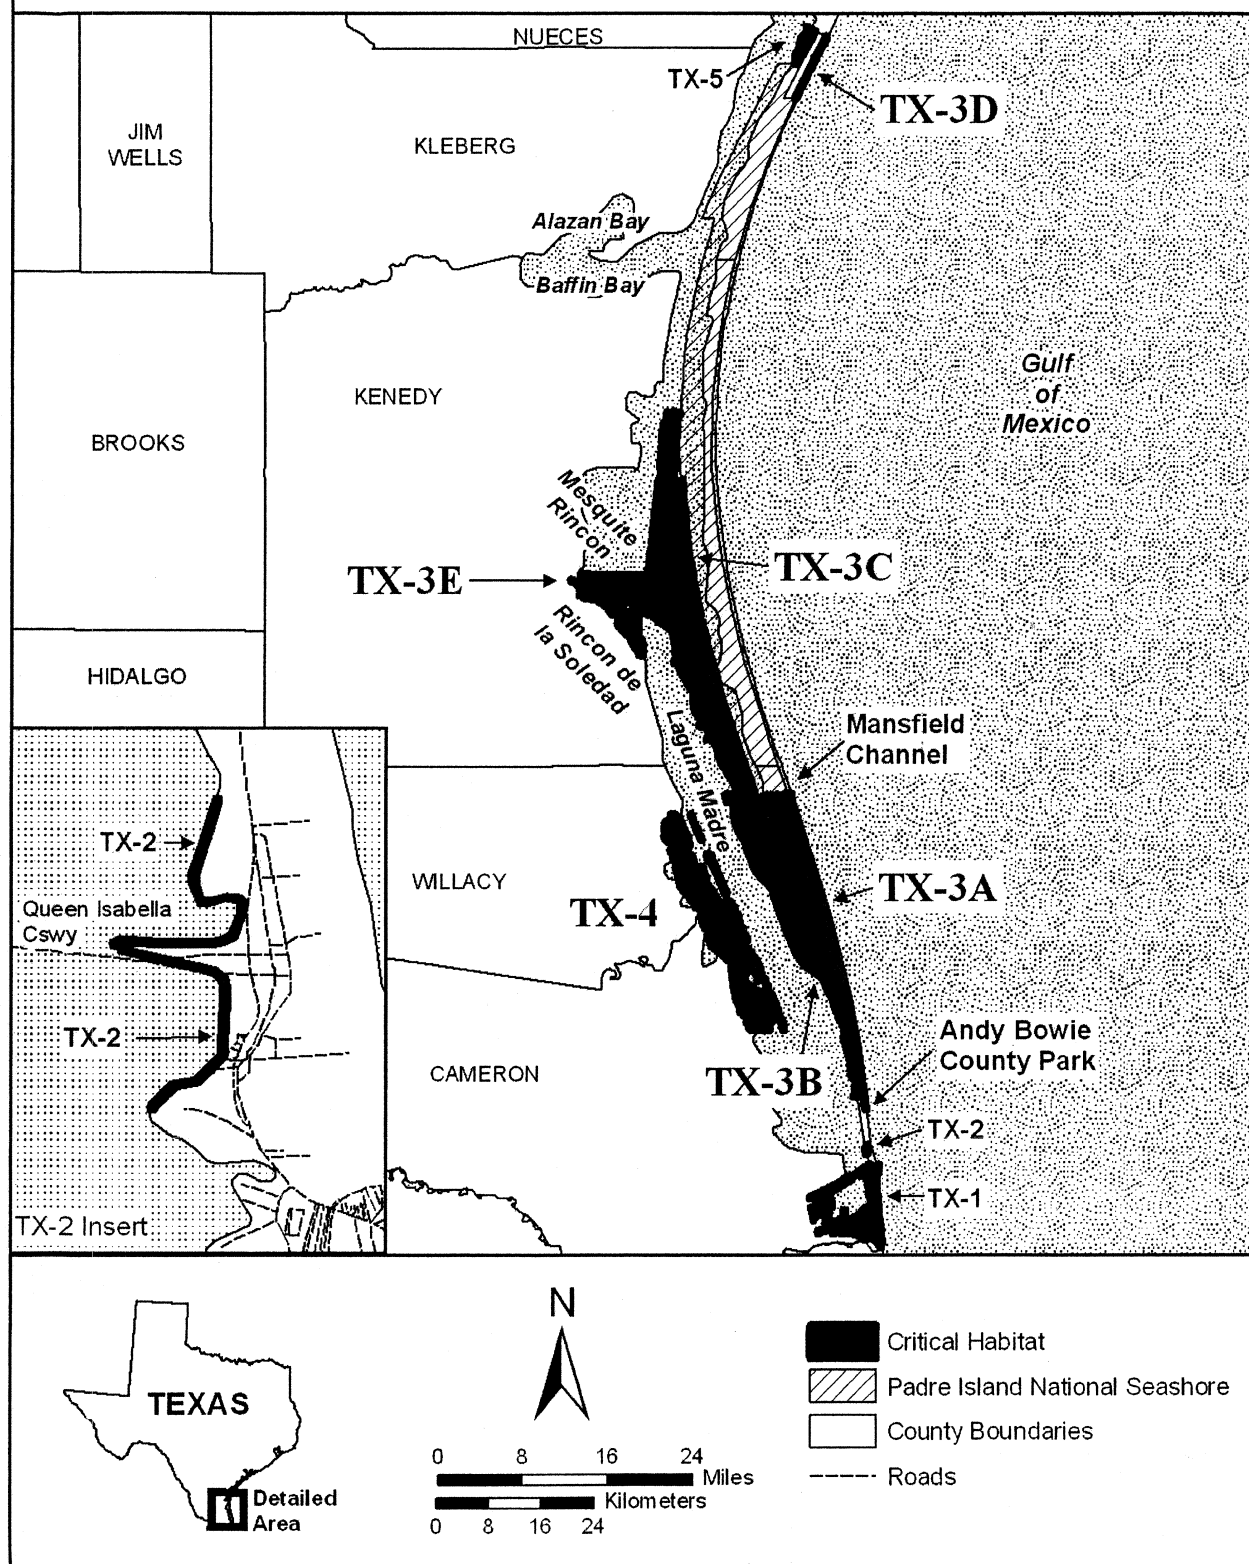 NUECES
TX-5
TX-3D
JIM
WELLS
KLEBERG
Alazan Bay
Baffin Bay
Gulf
of
Mexico
KENEDY
BROOKS
Mesquite
Rincon
TX-3E
TX-3C
Rincon de
la Soledad
HIDALGO
Laguna Madre
Mansfield
Channel
TX-2
Queen Isabella
Cswy
TX-2
TX-2 Insert
WILLACY
TX-4
TX-3A
TX-3B
Andy Bowie
County Park
CAMERON
TX-2
TX-1
TEXAS
Detailed
Area
N
0 8 16 24
Miles
Kilometers
0 8 16 24
Critical Habitat
Padre Island National Seashore
County Boundaries
Roads